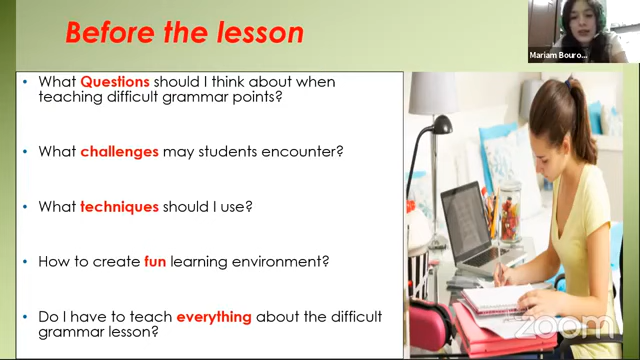 Before the lesson
Mariam Bouro...
• What Questions should I think about when
teaching difficult grammar points?
• What challenges may students encounter?
• What techniques should I use?
• How to create fun learning environment?
• Do I have to teach everything about the difficult
grammar lesson?
zoom